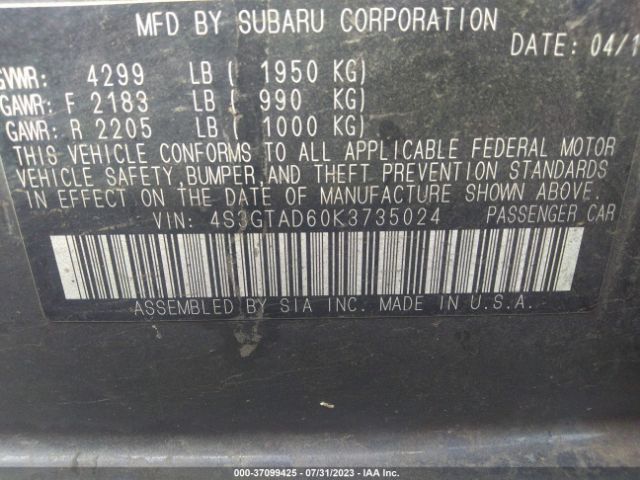 MFD BY SUBARU CORPORATION
DATE: 04/1
GVWR: 4299 LB ( 1950 KG)
GAWR: F 2183 LB ( 990 KG)
GAWR: R 2205 LB ( 1000 KG)
THIS VEHICLE CONFORMS TO ALL APPLICABLE FEDERAL MOTOR
VEHICLE SAFETY, BUMPER, AND THEFT PREVENTION STANDARDS
IN EFFECT ON THE DATE OF MANUFACTURE SHOWN ABOVE.
VIN: 4S3GTAD60K3735024 PASSENGER CAR
ASSEMBLED BY SIA INC. MADE IN U.S.A.
000-37099425 - 07/31/2023 - IAA Inc.